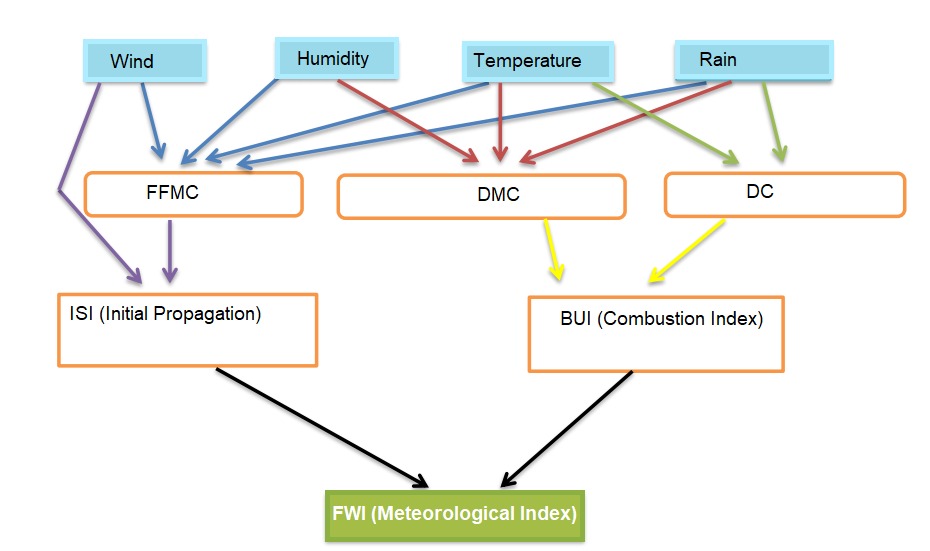 Wind
Humidity
Temperature
Rain
FFMC
DMC
DC
ISI (Initial Propagation)
BUI (Combustion Index)
FWI (Meteorological Index)